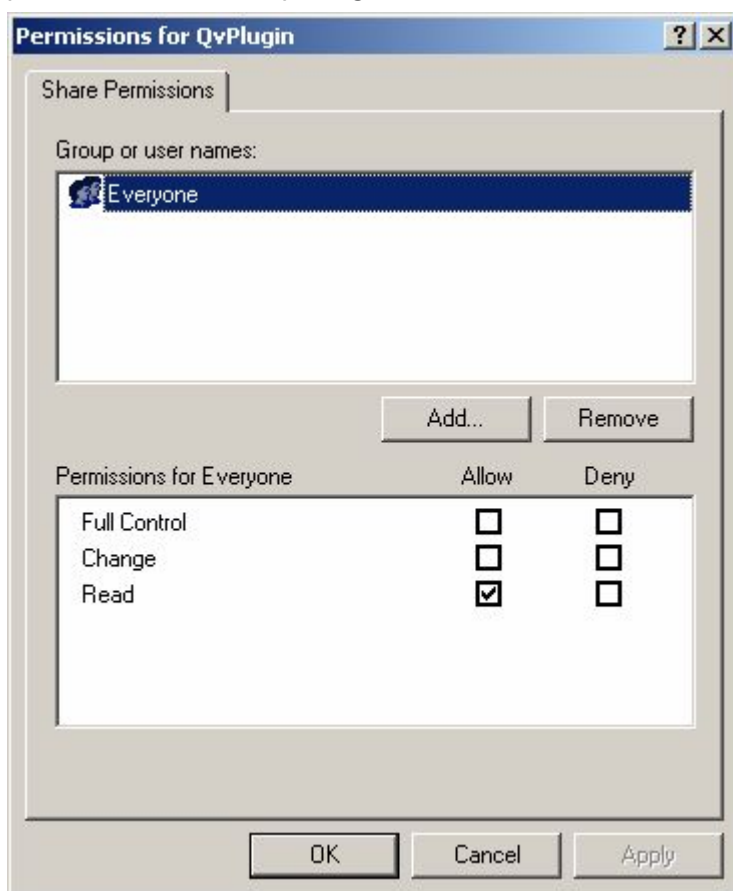 Permissions for QvPlugin
Share Permissions
Group or user names:
Everyone
Add... Remove
Permissions for Everyone Allow Deny
Full Control
Change
Read
OK Cancel Apply